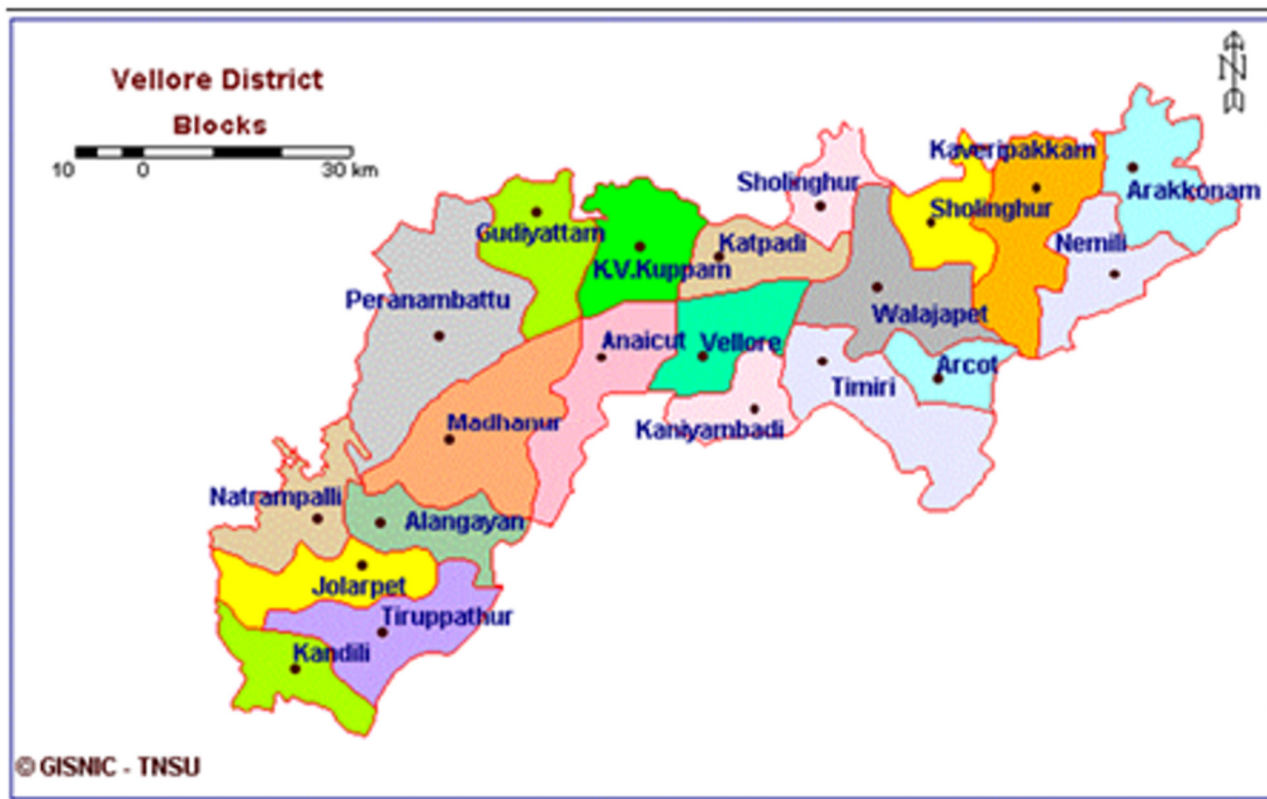 Vellore District
Blocks
10 0 30 km
N
Kaveripakkam
Sholinghur
Arakkonam
Sholinghur
Gudiyattam
Katpadi
Nemili
K.V.Kuppam
Peranambattu
Walajapet
Anaicut
Vellore
Arcot
Timiri
Madhanur
Kaniyambadi
Natrampalli
Alangayan
Jolarpet
Tiruppathur
Kandili
© GISNIC - TNSU